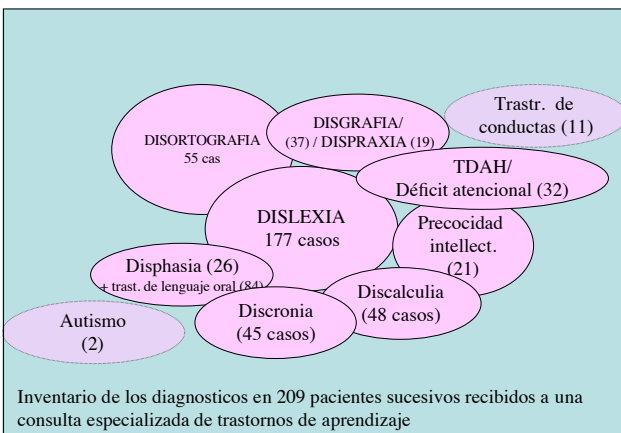 Trastr. de
conductas (11)
DISGRAFIA/
(37) / DISPRAXIA (19)
DISORTOGRAFIA
55 cas
TDAH/
Déficit atencional (32)
DISLEXIA
177 casos
Precocidad
intellect.
(21)
Disphasia (26)
+ trast. de lenguaje oral (84)
Discalculia
(48 casos)
Discronia
(45 casos)
Autismo
(2)
Inventario de los diagnosticos en 209 pacientes sucesivos recibidos a una
consulta especializada de trastornos de aprendizaje